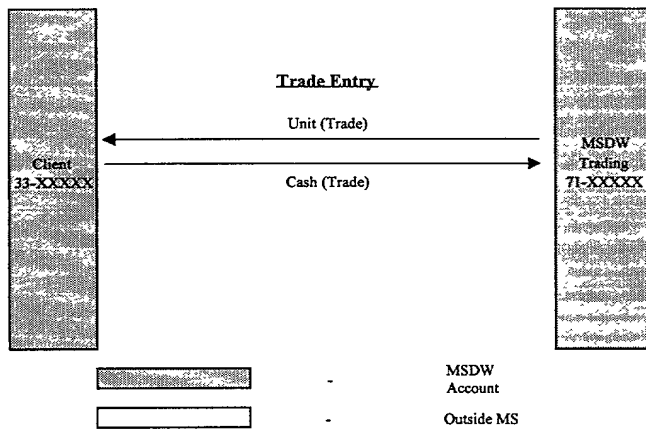 Trade Entry
Unit (Trade)
Client
33-XXXXX
Cash (Trade)
MSDW
Trading
71-XXXXX
- MSDW
Account
- Outside MS